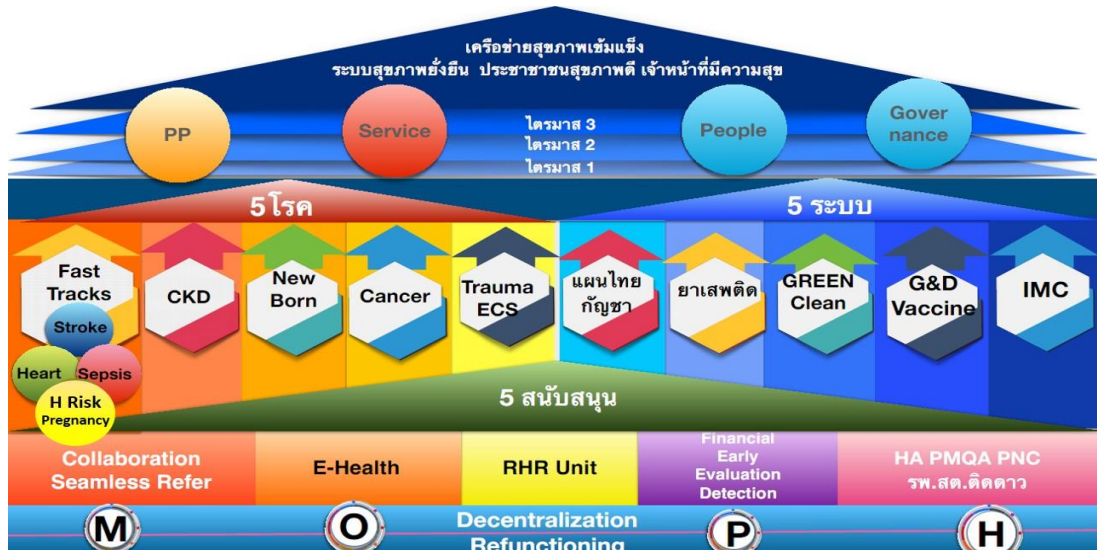 เครือข่ายสุขภาพเข้มแข็ง
ระบบสุขภาพยั่งยืน ประชาชาชนสุขภาพดี เจ้าหน้าที่มีความสุข
PP
Service
People
Gover
nance
ไตรมาส 3
ไตรมาส 2
ไตรมาส 1
5โรค
5 ระบบ
Fast
Tracks
Stroke
Heart
Sepsis
H Risk
Pregnancy
CKD
New
Born
Cancer
Trauma
ECS
แผนไทย
กัญชา
ยาเสพติด
GREEN
Clean
G&D
Vaccine
IMC
5 สนับสนุน
Collaboration
Seamless Refer
E-Health
RHR Unit
Financial
Early
Evaluation
Detection
HA PMQA PNC
รพ.สต.ติดดาว
M
O
Decentralization
Refunctioning
P
H